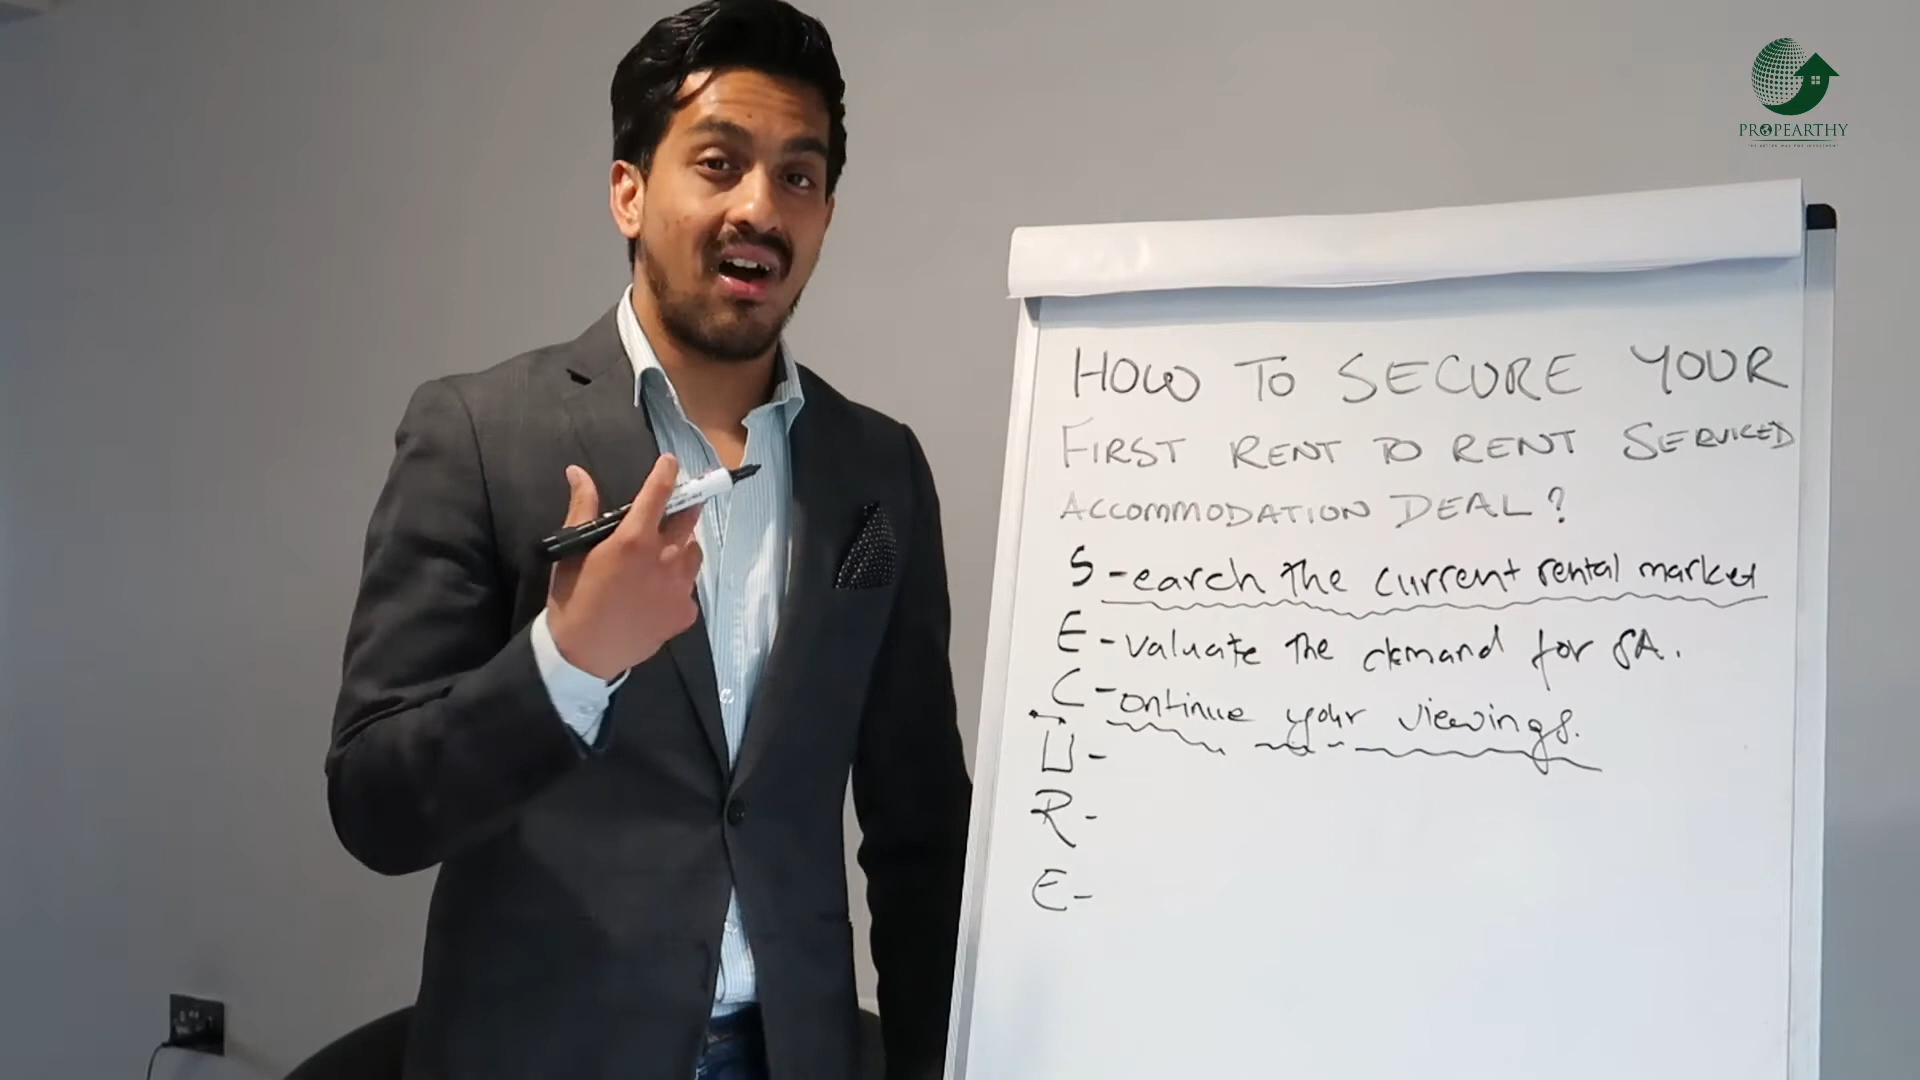 PROPEARTHY
HOW TO SECURE YOUR
FIRST RENT TO RENT SERVICED
ACCOMMODATION DEAL?
S-earch the current rental market
E-valuate the demand for SA.
C-ontinue your viewings.
U-
R-
E-